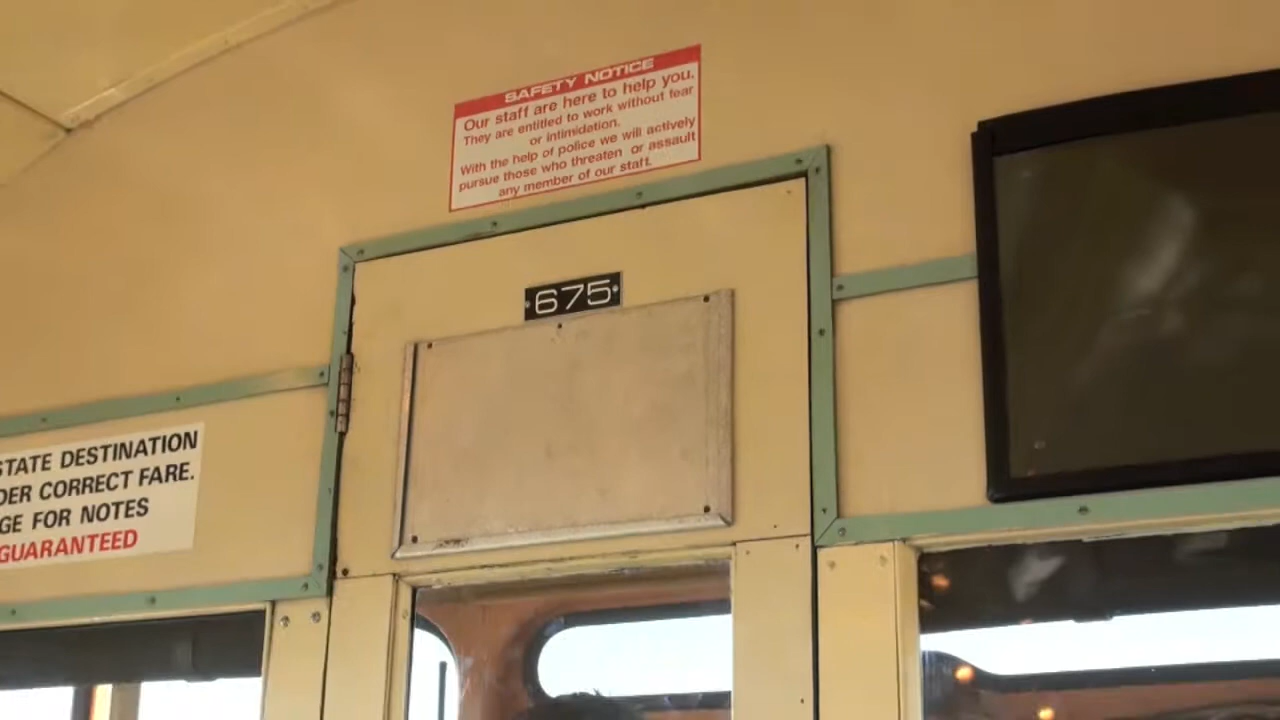 SAFETY NOTICE
Our staff are here to help you.
They are entitled to work without fear
or intimidation.
With the help of police we will actively
pursue those who threaten or assault
any member of our staff.
675
STATE DESTINATION
CORRECT FARE.
FOR NOTES
GUARANTEED